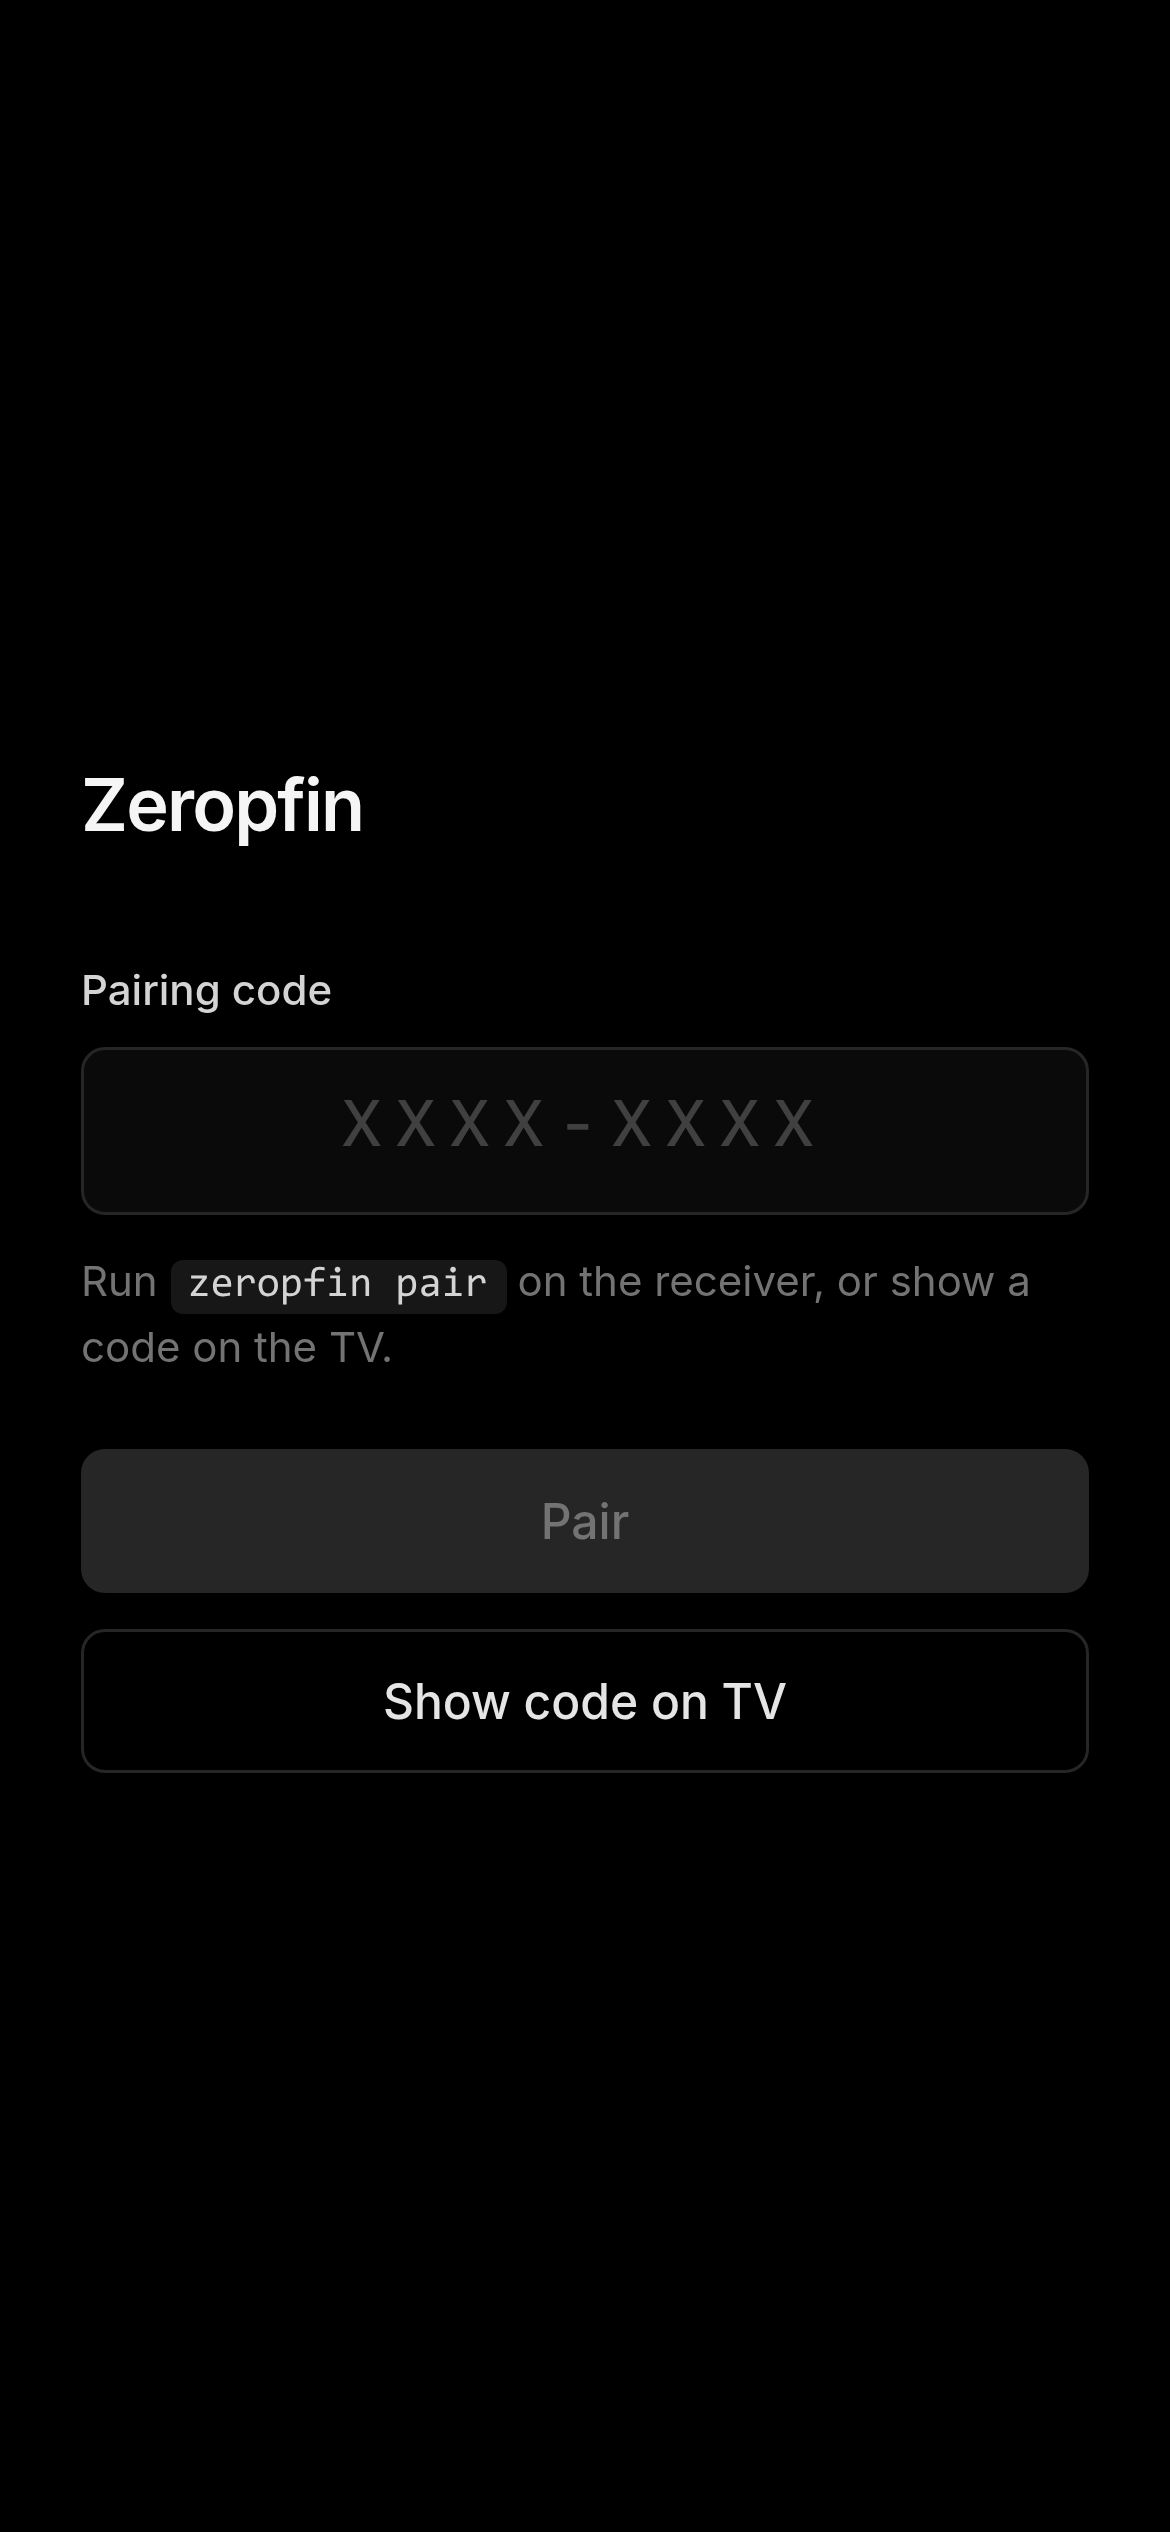 Zeropfin
Pairing code
XXXX-XXXX
Run zeropfin pair on the receiver, or show a
code on the TV.
Pair
Show code on TV